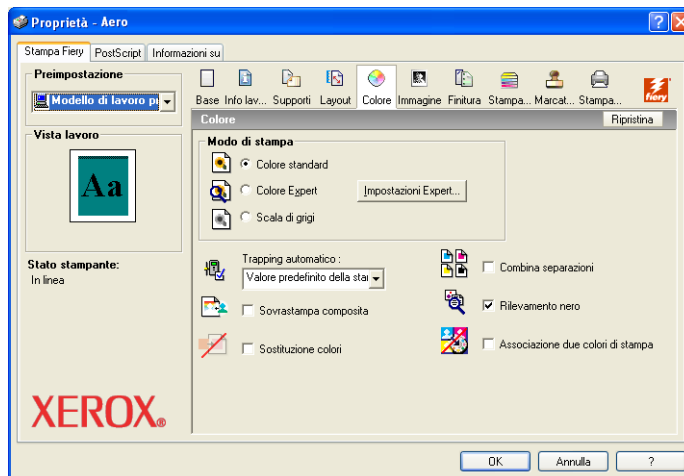 Proprietà - Aero
Stampa Fiery PostScript Informazioni su
Preimpostazione
Modello di lavoro
Vista lavoro
Aa
Stato stampante:
In linea
XEROX®
Base Info lav... Supporti Layout Colore Immagine Finitura Stampa... Marcat... Stampa...
fiery
Colore Ripristina
Modo di stampa
Colore standard
Colore Expert Impostazioni Expert...
Scala di grigi
Trapping automatico :
Valore predefinito della
Combina separazioni
Sovrastampa composita
Rilevamento nero
Sostituzione colori
Associazione due colori di stampa
OK Annulla ?